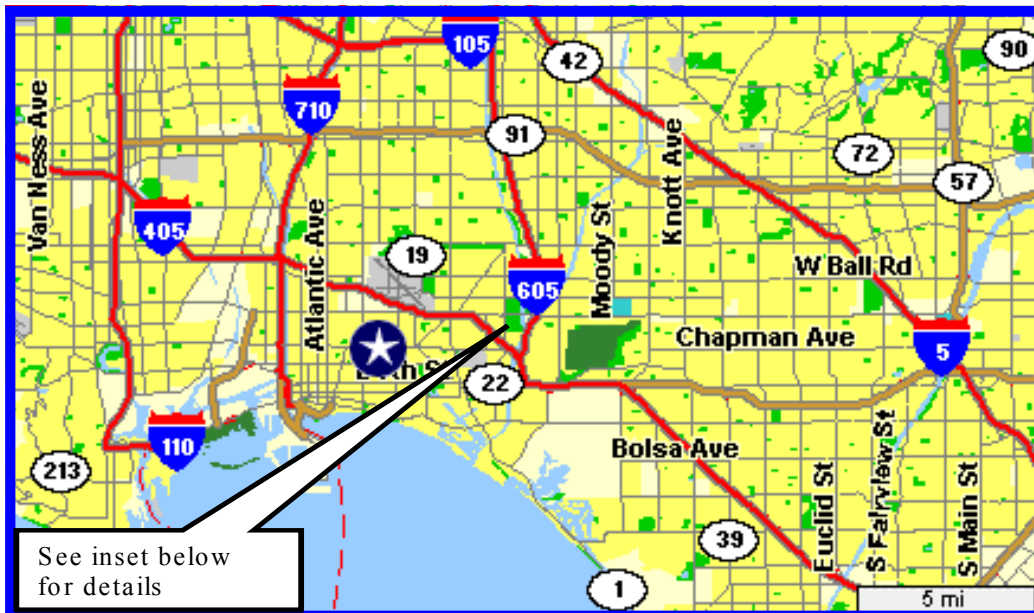 105
42
90
710
91
72
57
Van Ness Ave
Knott Ave
405
Atlantic Ave
19
605
Moody St
W Ball Rd
Chapman Ave
5
22
110
213
Bolsa Ave
Euclid St
S Fairview St
S Main St
39
1
See inset below
for details
5 mi